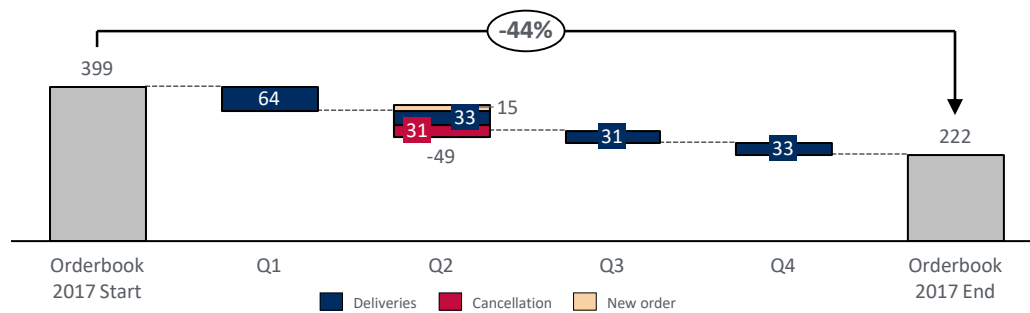 -44%
399
64
15
33
31
-49
31
33
222
Orderbook
2017 Start
Q1
Q2
Q3
Q4
Orderbook
2017 End
Deliveries
Cancellation
New order